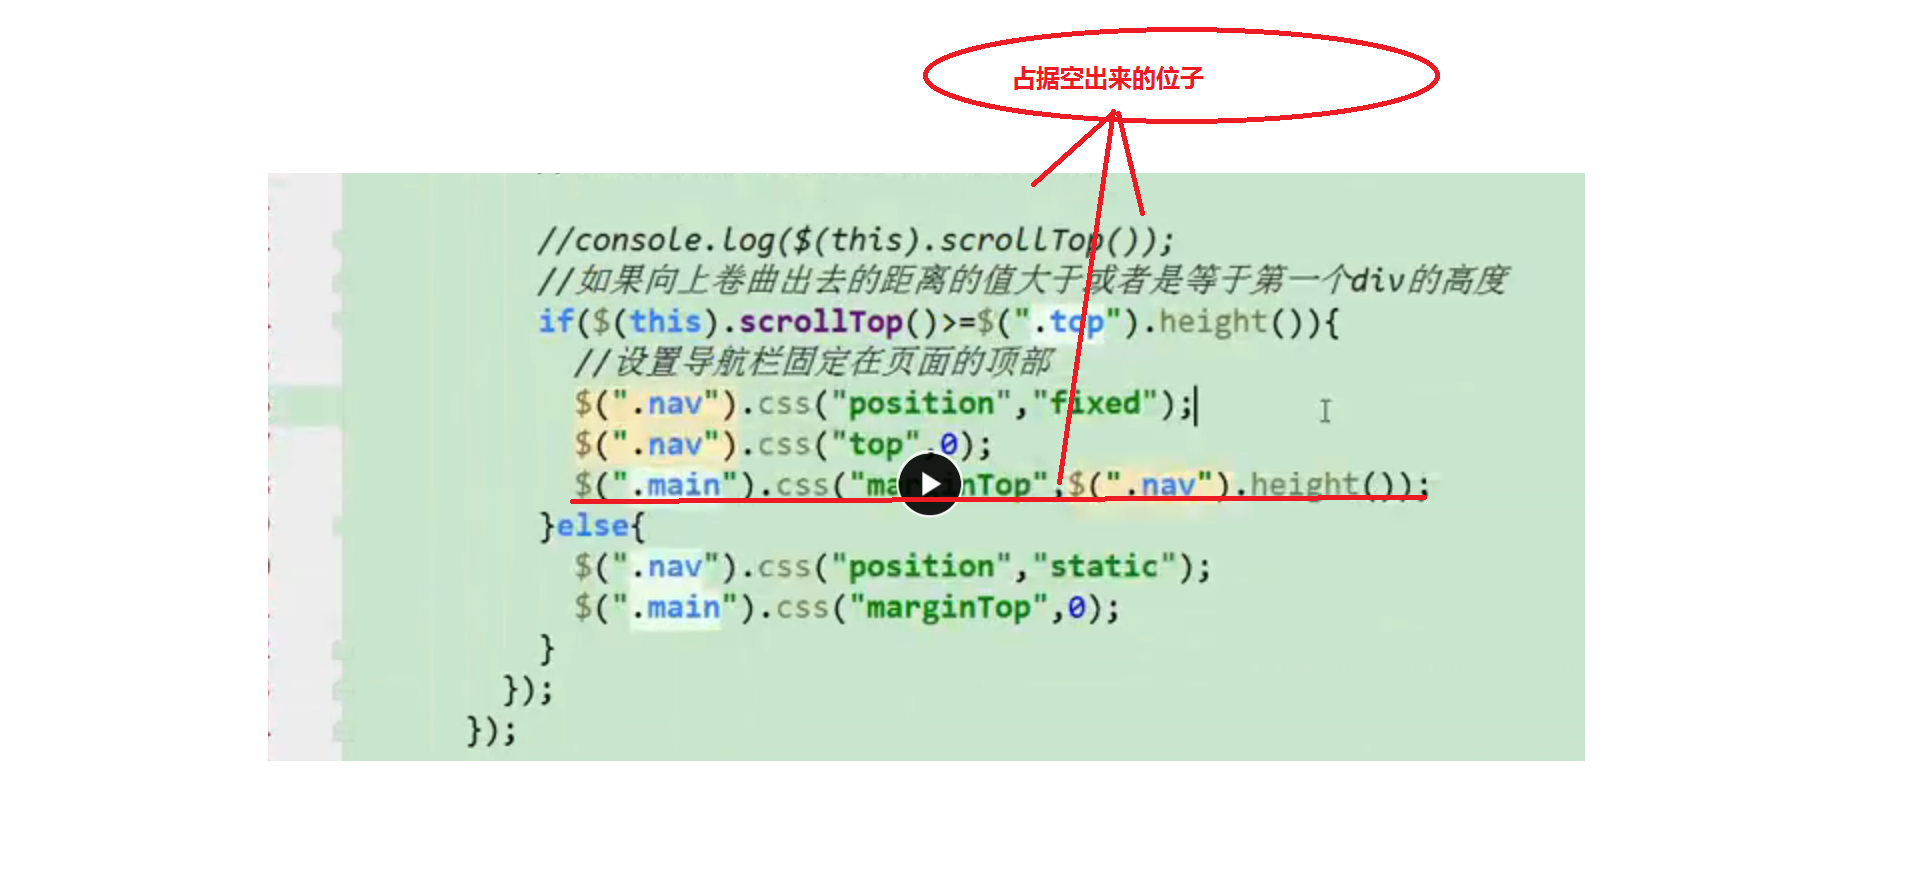 占据空出来的位子
//console.log($(this).scrollTop());
//如果向上卷曲出去的距离的值大于或者是等于第一个div的高度
if($(this).scrollTop()>=$(".top").height()){
//设置导航栏固定在页面的顶部
$(".nav").css("position","fixed");
$(".nav").css("top",0);
$(".main").css("marginTop",$(".nav").height());
}else{
$(".nav").css("position","static");
$(".main").css("marginTop",0);
}
});
});